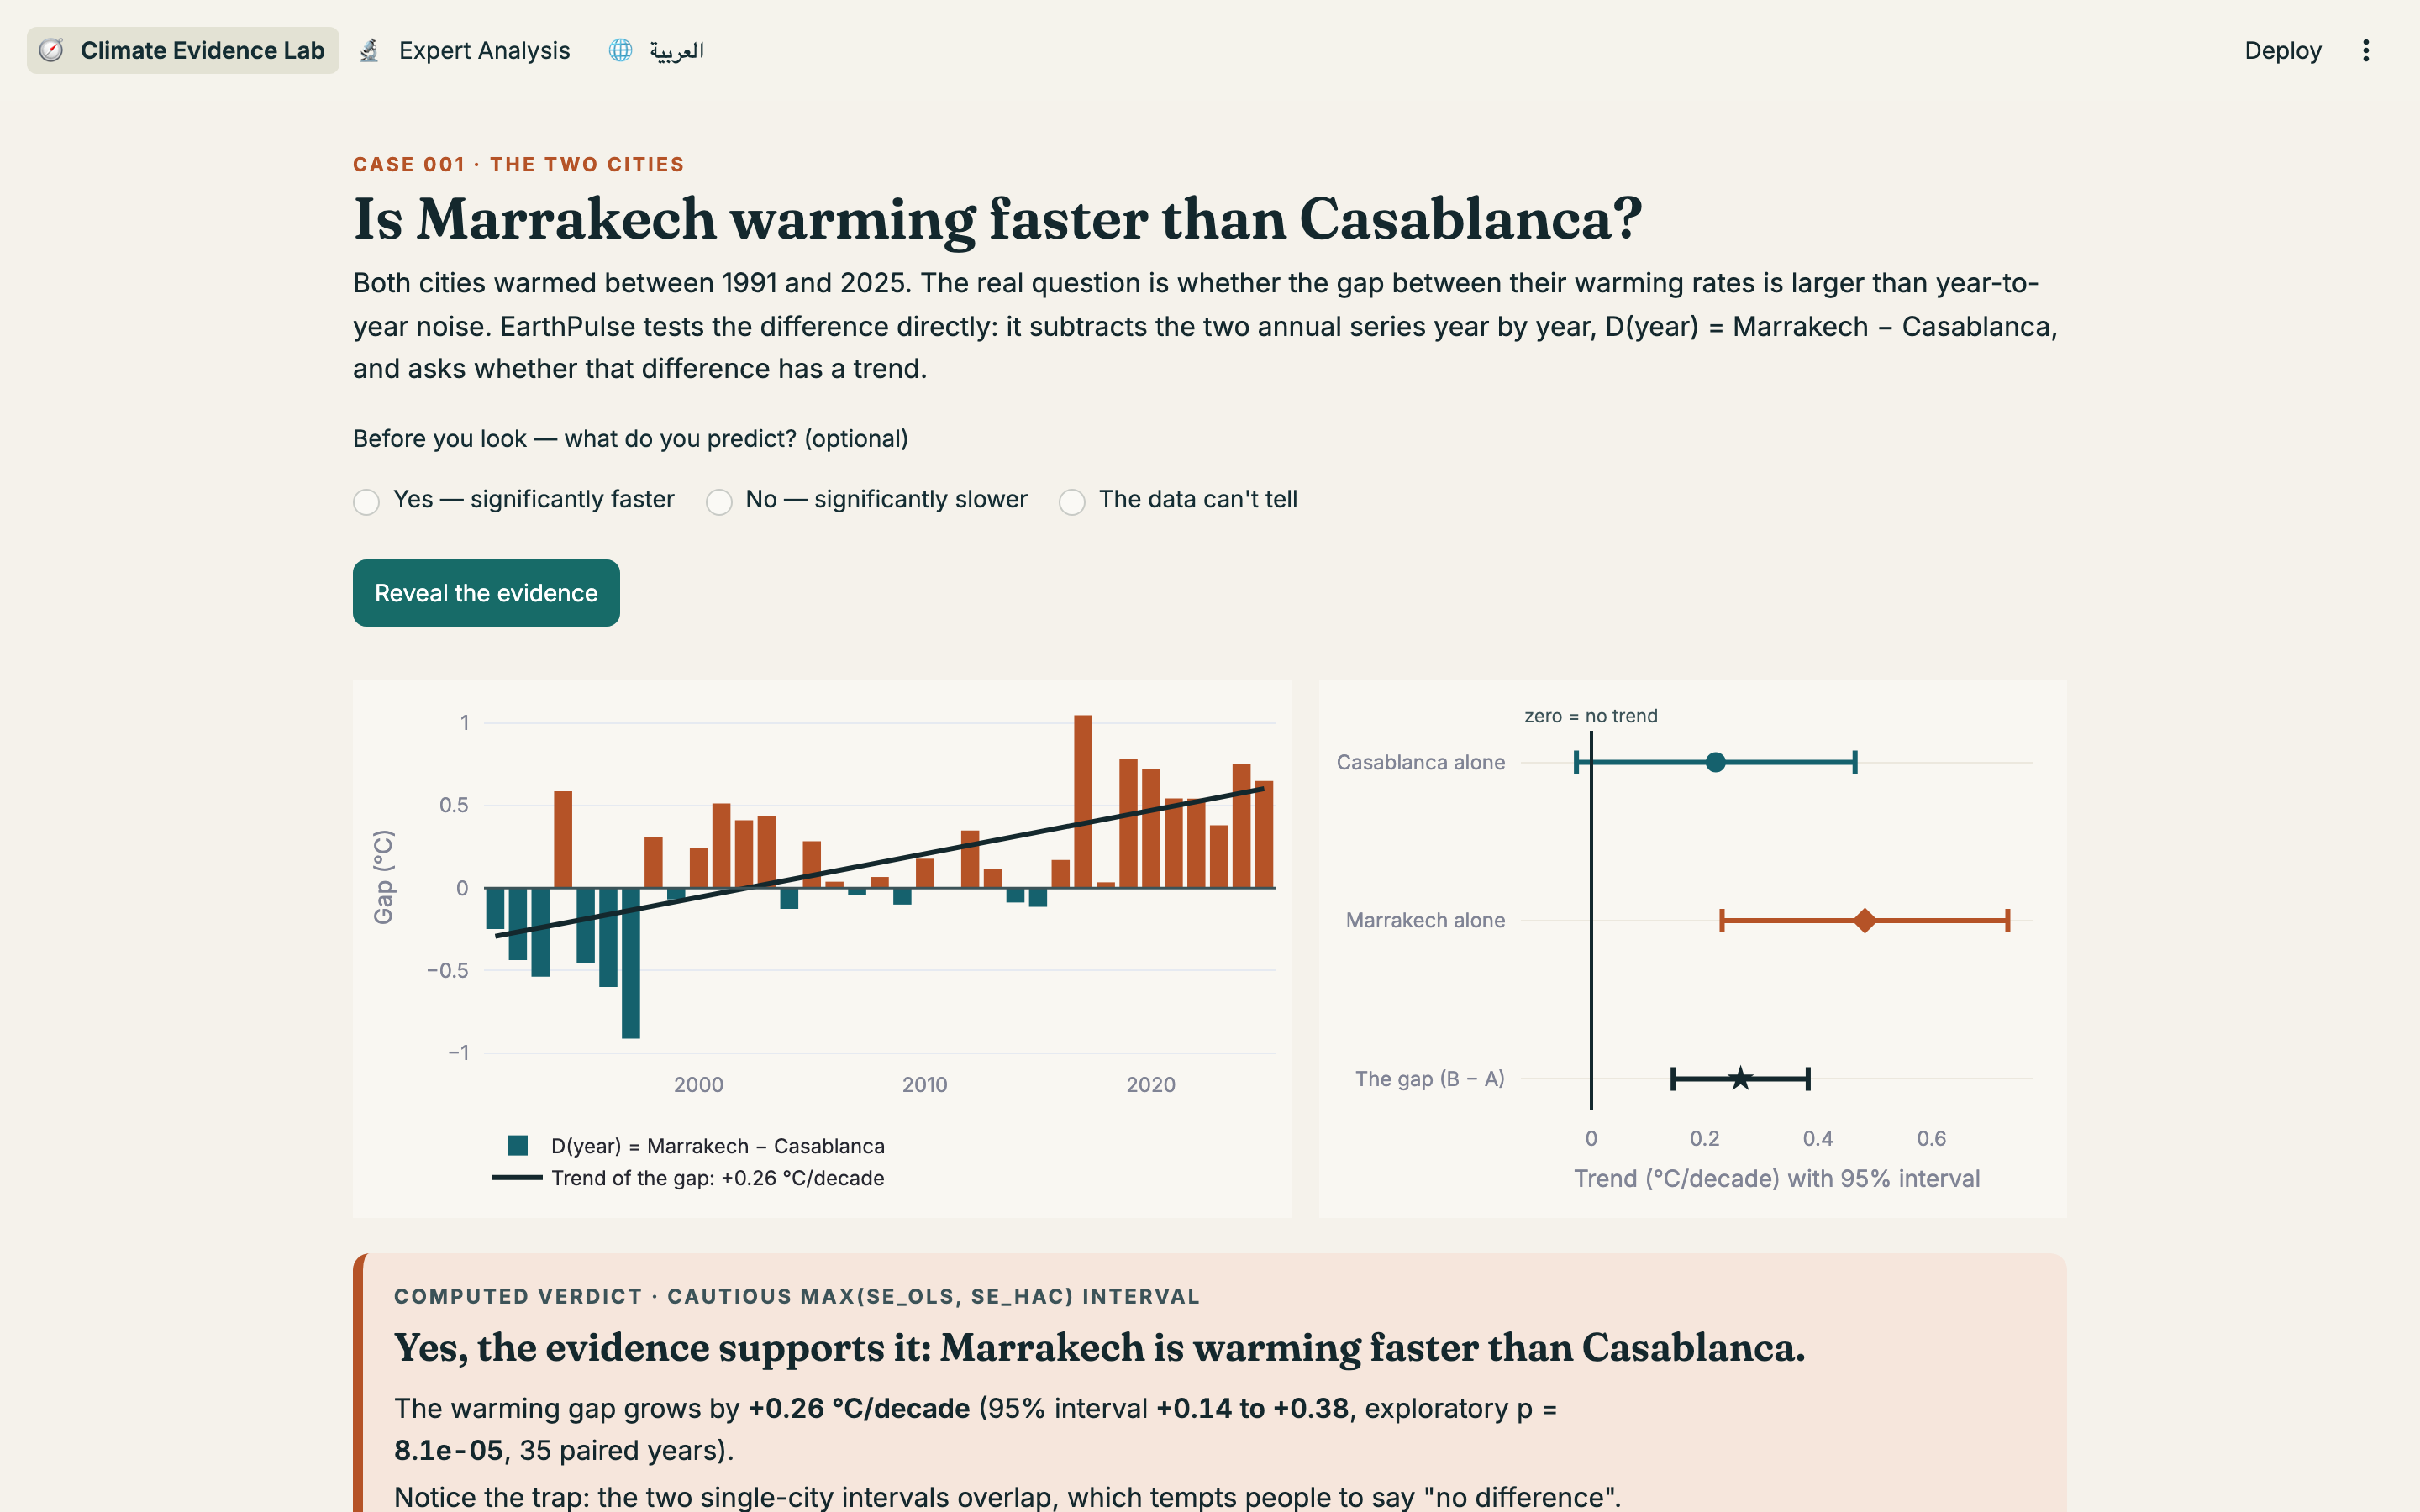 Climate Evidence Lab
Expert Analysis
العربية
Deploy
CASE 001 · THE TWO CITIES
Is Marrakech warming faster than Casablanca?
Both cities warmed between 1991 and 2025. The real question is whether the gap between their warming rates is larger than year-to-
year noise. EarthPulse tests the difference directly: it subtracts the two annual series year by year, D(year) = Marrakech − Casablanca,
and asks whether that difference has a trend.
Before you look — what do you predict? (optional)
Yes — significantly faster
No — significantly slower
The data can't tell
Reveal the evidence
1
0.5
0
−0.5
−1
Gap (°C)
2000
2010
2020
D(year) = Marrakech − Casablanca
Trend of the gap: +0.26 °C/decade
zero = no trend
Casablanca alone
Marrakech alone
The gap (B − A)
0
0.2
0.4
0.6
Trend (°C/decade) with 95% interval
COMPUTED VERDICT · CAUTIOUS MAX(SE_OLS, SE_HAC) INTERVAL
Yes, the evidence supports it: Marrakech is warming faster than Casablanca.
The warming gap grows by +0.26 °C/decade (95% interval +0.14 to +0.38, exploratory p =
8.1e-05, 35 paired years).
Notice the trap: the two single-city intervals overlap, which tempts people to say "no difference".